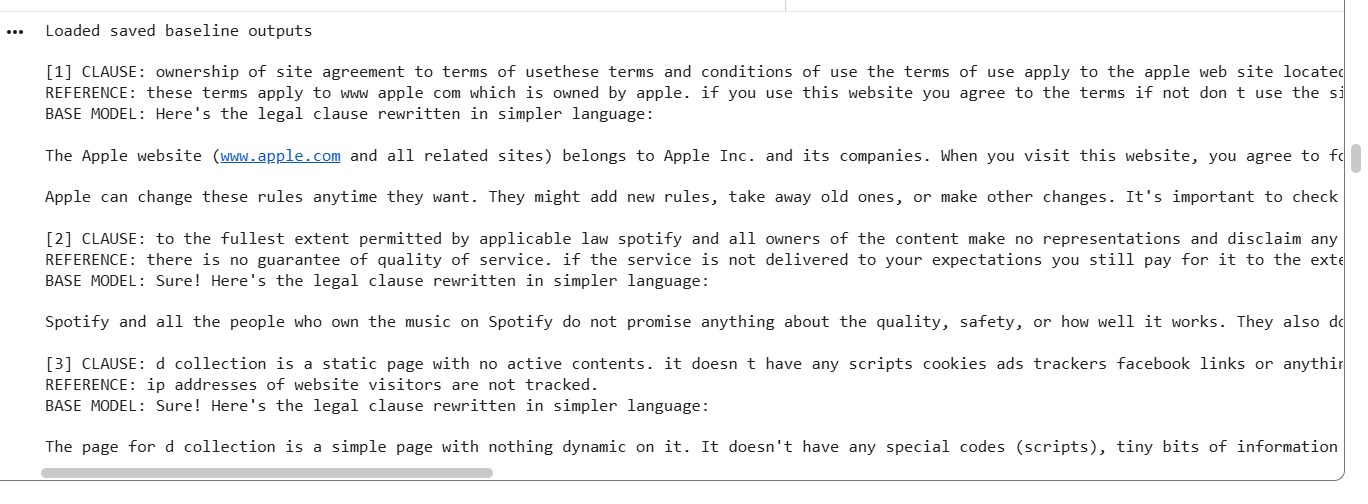 Loaded saved baseline outputs
[1] CLAUSE: ownership of site agreement to terms of usethese terms and conditions of use the terms of use apply to the apple web site located
REFERENCE: these terms apply to www apple com which is owned by apple. if you use this website you agree to the terms if not don t use the
BASE MODEL: Here's the legal clause rewritten in simpler language:
The Apple website (www.apple.com and all related sites) belongs to Apple Inc. and its companies. When you visit this website, you agree to
Apple can change these rules anytime they want. They might add new rules, take away old ones, or make other changes. It's important to check
[2] CLAUSE: to the fullest extent permitted by applicable law spotify and all owners of the content make no representations and disclaim any
REFERENCE: there is no guarantee of quality of service. if the service is not delivered to your expectations you still pay for it to the
BASE MODEL: Sure! Here's the legal clause rewritten in simpler language:
Spotify and all the people who own the music on Spotify do not promise anything about the quality, safety, or how well it works. They also
[3] CLAUSE: d collection is a static page with no active contents. it doesn t have any scripts cookies ads trackers facebook links or
REFERENCE: ip addresses of website visitors are not tracked.
BASE MODEL: Sure! Here's the legal clause rewritten in simpler language:
The page for d collection is a simple page with nothing dynamic on it. It doesn't have any special codes (scripts), tiny bits of information